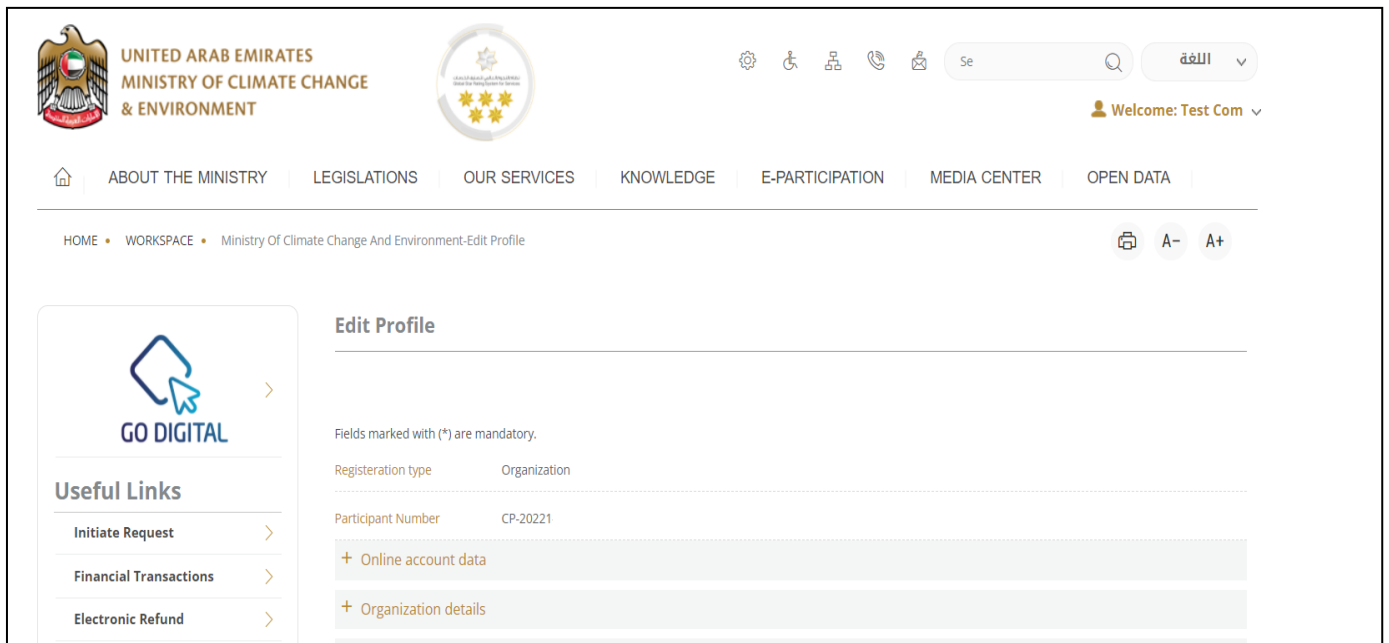 UNITED ARAB EMIRATES
MINISTRY OF CLIMATE CHANGE
& ENVIRONMENT
Se
اللغة
Welcome: Test Com
ABOUT THE MINISTRY
LEGISLATIONS
OUR SERVICES
KNOWLEDGE
E-PARTICIPATION
MEDIA CENTER
OPEN DATA
HOME • WORKSPACE • Ministry Of Climate Change And Environment-Edit Profile
A- A+
GO DIGITAL
Useful Links
Initiate Request
Financial Transactions
Electronic Refund
Edit Profile
Fields marked with (*) are mandatory.
Registeration type Organization
Participant Number CP-20221
+ Online account data
+ Organization details